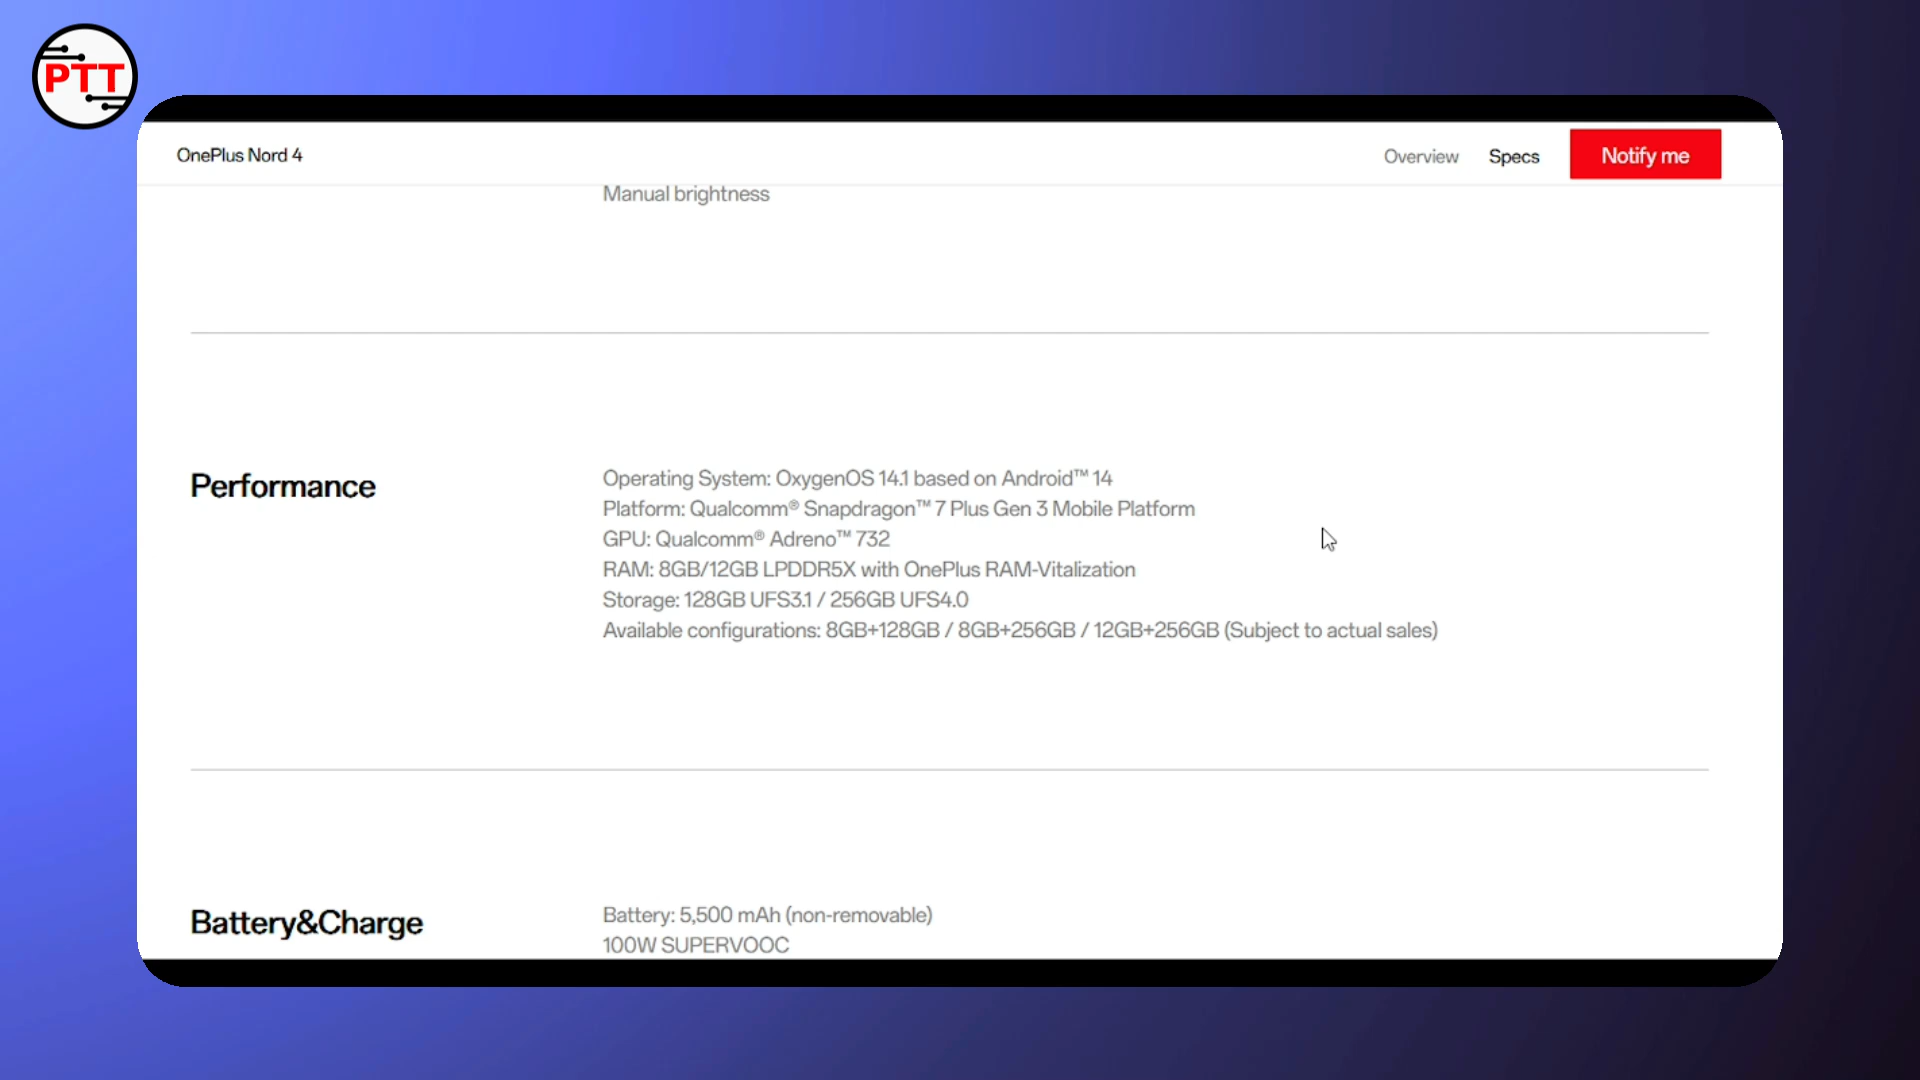 PTT
OnePlus Nord 4
Overview
Specs
Notify me
Manual brightness
Performance
Operating System: OxygenOS 14.1 based on Android™ 14
Platform: Qualcomm® Snapdragon™ 7 Plus Gen 3 Mobile Platform
GPU: Qualcomm® Adreno™ 732
RAM: 8GB/12GB LPDDR5X with OnePlus RAM-Vitalization
Storage: 128GB UFS3.1 / 256GB UFS4.0
Available configurations: 8GB+128GB / 8GB+256GB / 12GB+256GB (Subject to actual sales)
Battery&Charge
Battery: 5,500 mAh (non-removable)
100W SUPERVOOC